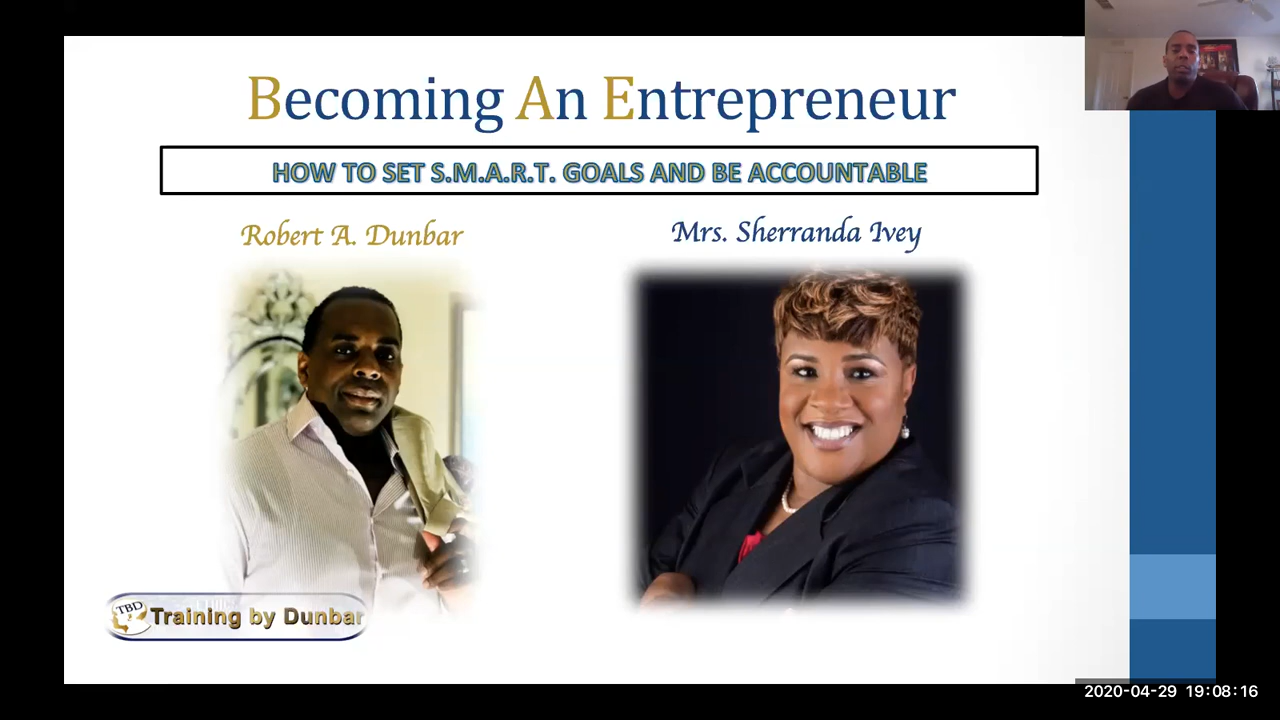 Becoming An Entrepreneur
HOW TO SET S.M.A.R.T. GOALS AND BE ACCOUNTABLE
Robert A. Dunbar
Mrs. Sherranda Ivey
TBD
Training by Dunbar
2020-04-29 19:08:16